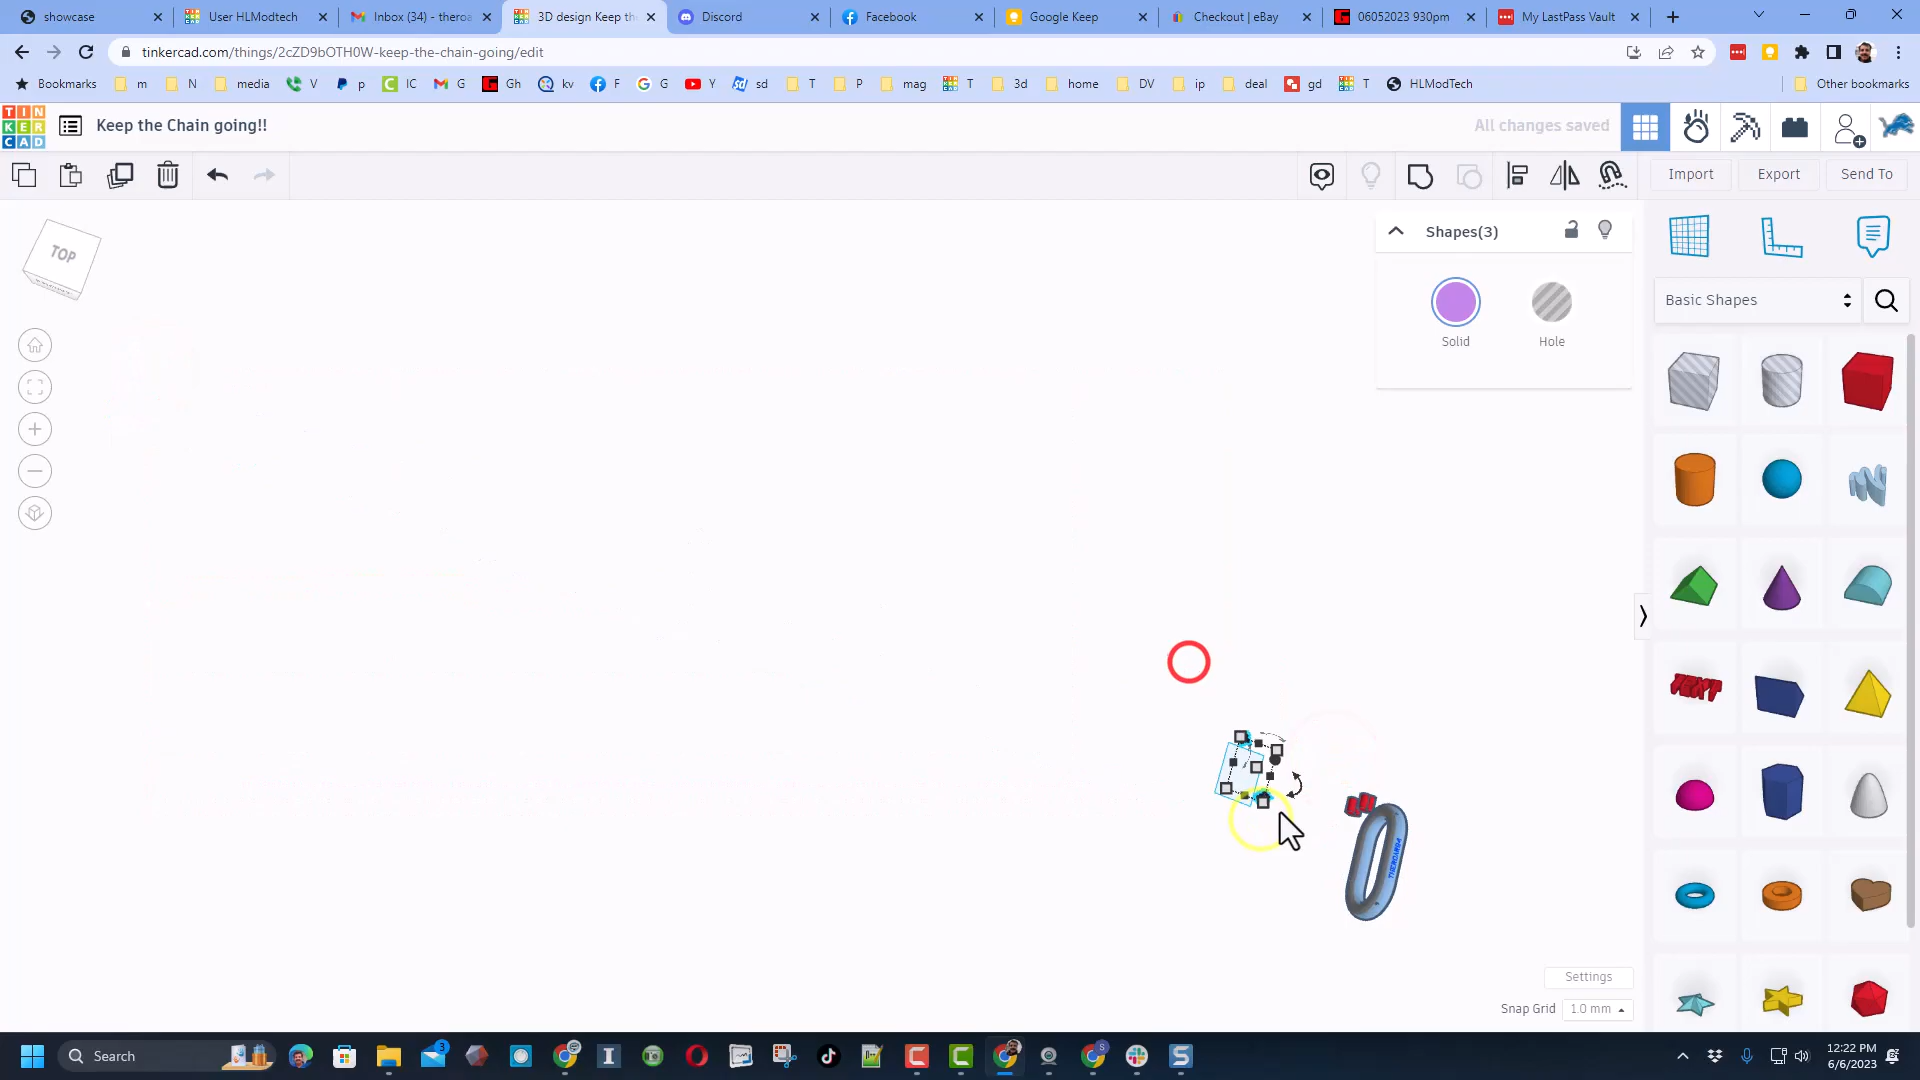 showcase
User HLModtech
Inbox (34) - theroa
3D design Keep the
Discord
Facebook
Google Keep
Checkout | eBay
06052023 930pm
My LastPass Vault
tinkercad.com/things/2cZD9bOTH0W-keep-the-chain-going/edit
Bookmarks
m
N
media
V
p
IC
G
Gh
kv
F
G
Y
sd
T
P
mag
T
3d
home
DV
ip
deal
gd
T
HLModTech
Other bookmarks
TIN
KER
CAD
Keep the Chain going!!
All changes saved
Import
Export
Send To
TOP
Shapes(3)
Solid
Hole
Basic Shapes
TEXT
Settings
Snap Grid
1.0 mm
Search
3
S
12:22 PM
6/6/2023